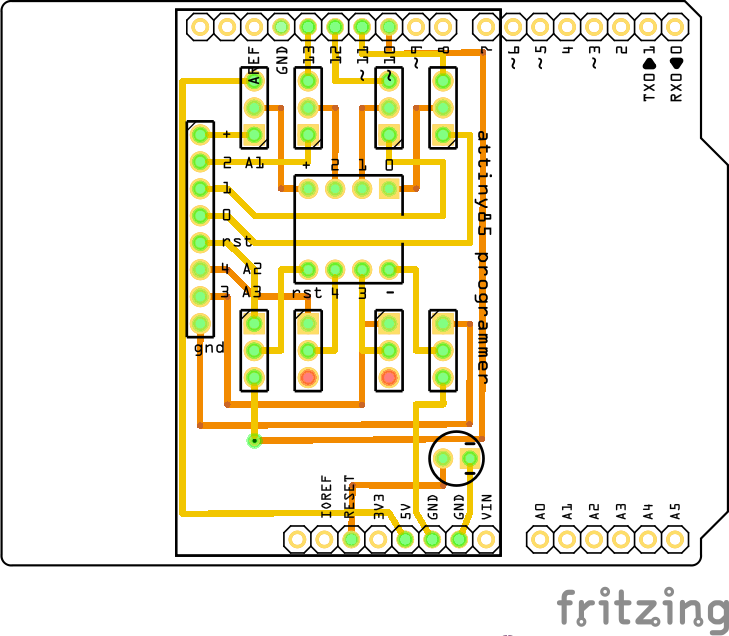 AREF
GND
13
12
~11
~10
~9
8
7
~6
~5
4
~3
2
TX0▶1
RX0◀0
+
2 A1
1
0
rst
4 A2
3 A3
gnd
+ 2 1 0
rst 4 3 -
attiny85 programmer
IOREF
RESET
3V3
5V
GND
GND
VIN
A0
A1
A2
A3
A4
A5
fritzing